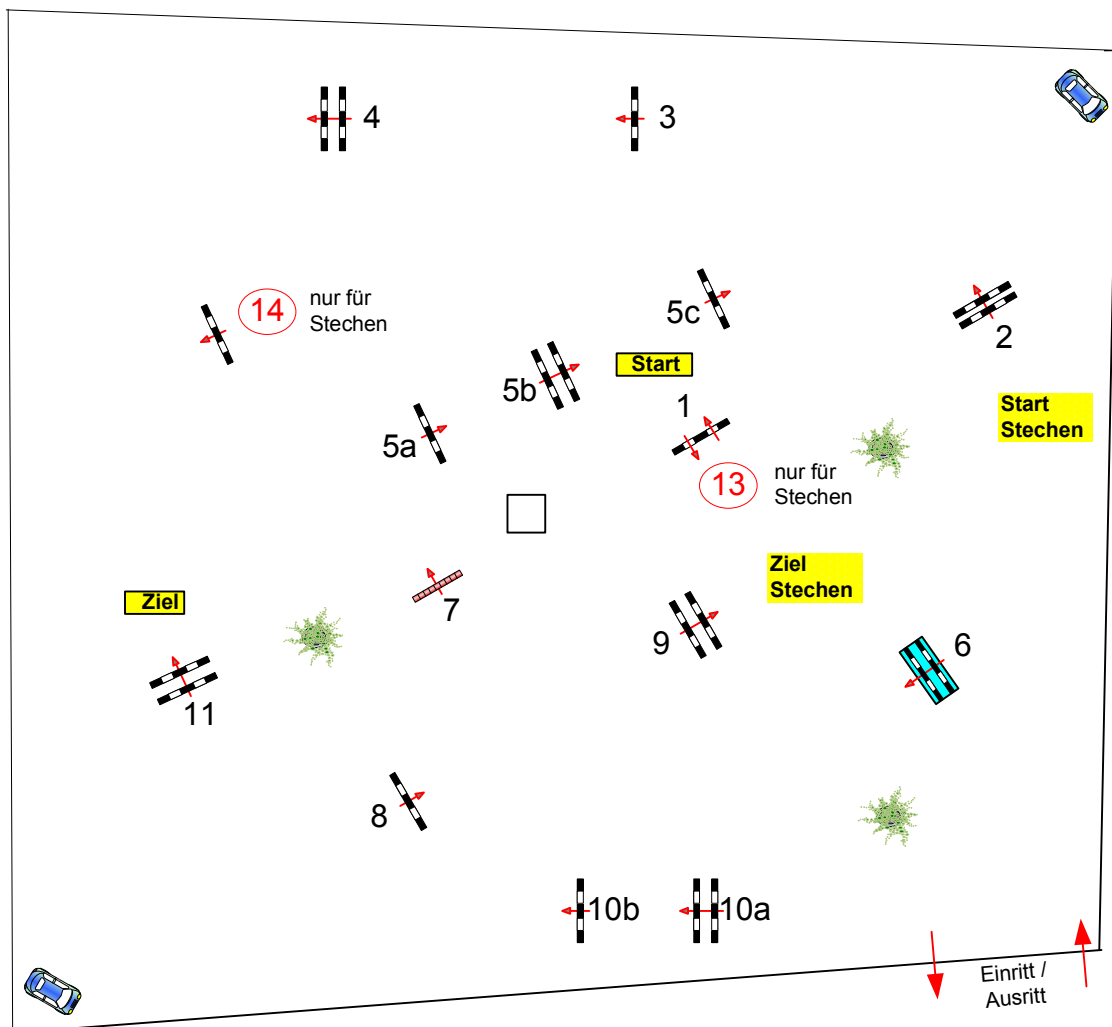 4
3
14
nur für
Stechen
5c
2
Start
5b
1
Start
Stechen
5a
13
nur für
Stechen
Ziel
Stechen
Ziel
7
9
6
11
8
10b
10a
Einritt /
Ausritt